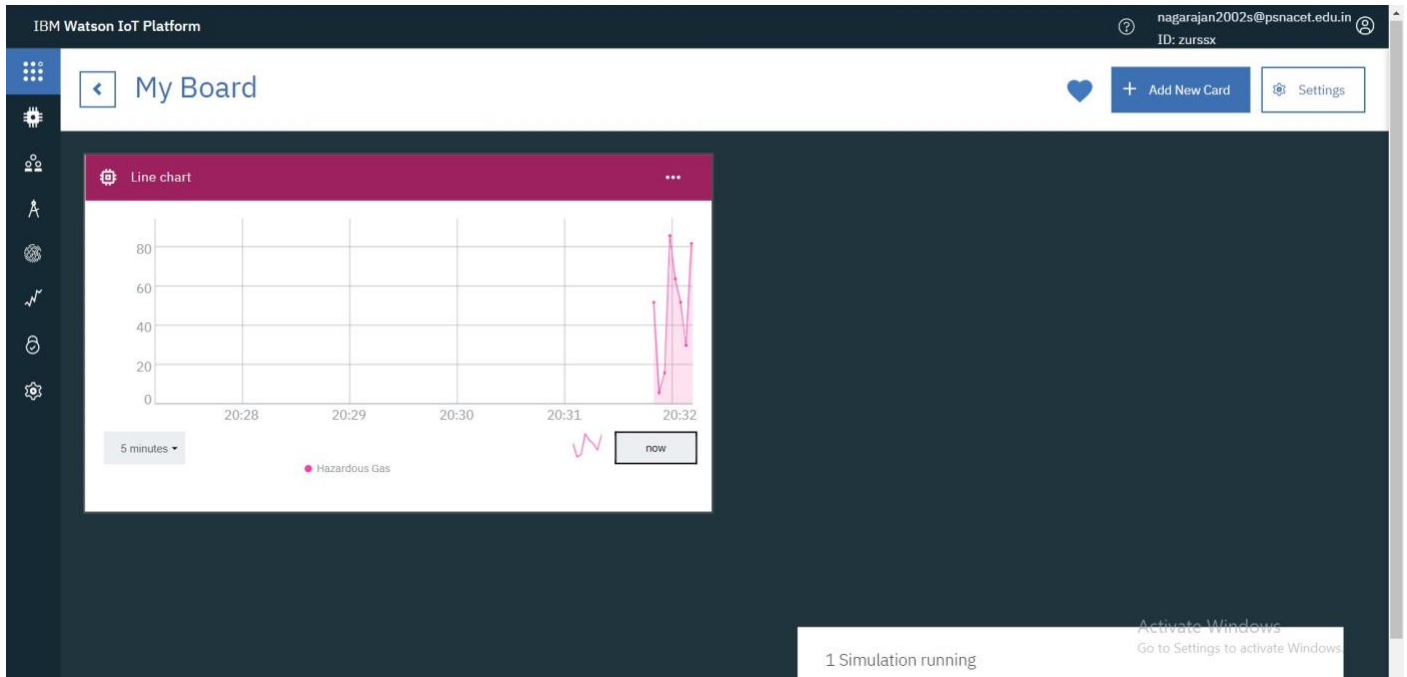 IBM Watson IoT Platform
nagarajan2002s@psnacet.edu.in
ID: zurssx
My Board
+ Add New Card
Settings
Line chart
80
60
40
20
0
20:28 20:29 20:30 20:31 20:32
5 minutes
now
Hazardous Gas
Activate Windows
Go to Settings to activate Windows.
1 Simulation running